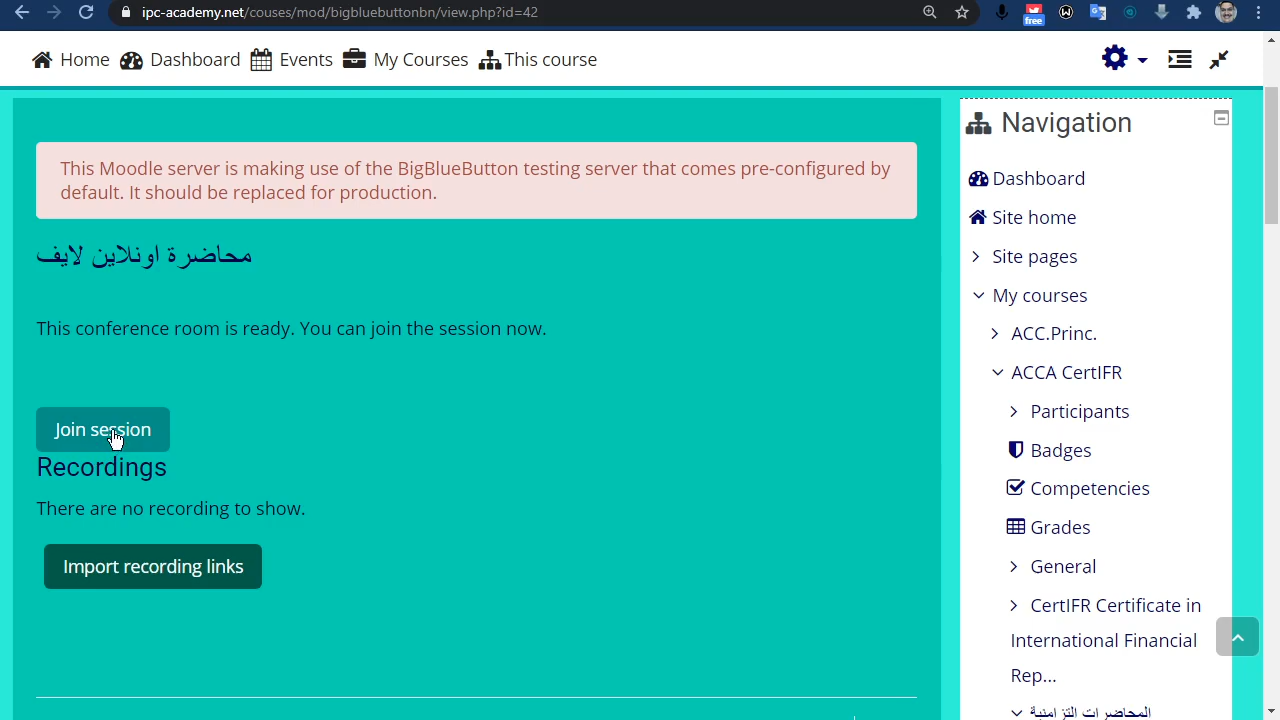 ipc-academy.net/couses/mod/bigbluebuttonbn/view.php?id=42
free
Home Dashboard Events My Courses This course
This Moodle server is making use of the BigBlueButton testing server that comes pre-configured by
default. It should be replaced for production.
محاضرة اونلاين لايف
This conference room is ready. You can join the session now.
Join session
Recordings
There are no recording to show.
Import recording links
Navigation
Dashboard
Site home
Site pages
My courses
ACC.Princ.
ACCA CertIFR
Participants
Badges
Competencies
Grades
General
CertIFR Certificate in
International Financial
Rep...
المحاضرات التزامنية